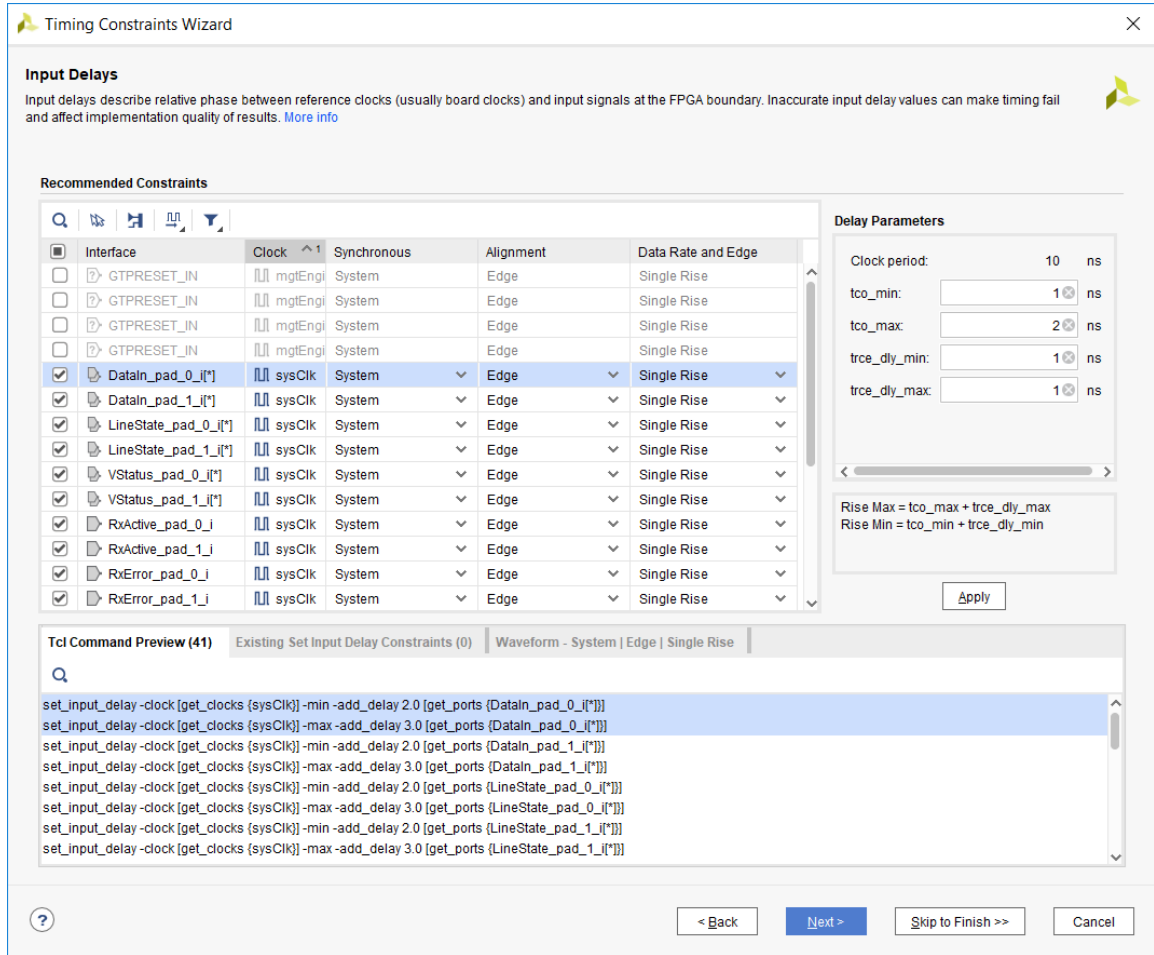 Timing Constraints Wizard
Input Delays
Input delays describe relative phase between reference clocks (usually board clocks) and input signals at the FPGA boundary. Inaccurate input delay values can make timing fail
and affect implementation quality of results. More info
Recommended Constraints
Interface Clock 1 Synchronous Alignment Data Rate and Edge
GTPRESET_IN mgtEngi System Edge Single Rise
GTPRESET_IN mgtEngi System Edge Single Rise
GTPRESET_IN mgtEngi System Edge Single Rise
GTPRESET_IN mgtEngi System Edge Single Rise
DataIn_pad_0_i[*] sysClk System Edge Single Rise
DataIn_pad_1_i[*] sysClk System Edge Single Rise
LineState_pad_0_i[*] sysClk System Edge Single Rise
LineState_pad_1_i[*] sysClk System Edge Single Rise
VStatus_pad_0_i[*] sysClk System Edge Single Rise
VStatus_pad_1_i[*] sysClk System Edge Single Rise
RxActive_pad_0_i sysClk System Edge Single Rise
RxActive_pad_1_i sysClk System Edge Single Rise
RxError_pad_0_i sysClk System Edge Single Rise
RxError_pad_1_i sysClk System Edge Single Rise
Delay Parameters
Clock period: 10 ns
tco_min: 1 ns
tco_max: 2 ns
trce_dly_min: 1 ns
trce_dly_max: 1 ns
Rise Max = tco_max + trce_dly_max
Rise Min = tco_min + trce_dly_min
Apply
Tcl Command Preview (41) Existing Set Input Delay Constraints (0) Waveform - System | Edge | Single Rise
set_input_delay -clock [get_clocks {sysClk}] -min -add_delay 2.0 [get_ports {DataIn_pad_0_i[*]}]
set_input_delay -clock [get_clocks {sysClk}] -max -add_delay 3.0 [get_ports {DataIn_pad_0_i[*]}]
set_input_delay -clock [get_clocks {sysClk}] -min -add_delay 2.0 [get_ports {DataIn_pad_1_i[*]}]
set_input_delay -clock [get_clocks {sysClk}] -max -add_delay 3.0 [get_ports {DataIn_pad_1_i[*]}]
set_input_delay -clock [get_clocks {sysClk}] -min -add_delay 2.0 [get_ports {LineState_pad_0_i[*]}]
set_input_delay -clock [get_clocks {sysClk}] -max -add_delay 3.0 [get_ports {LineState_pad_0_i[*]}]
set_input_delay -clock [get_clocks {sysClk}] -min -add_delay 2.0 [get_ports {LineState_pad_1_i[*]}]
set_input_delay -clock [get_clocks {sysClk}] -max -add_delay 3.0 [get_ports {LineState_pad_1_i[*]}]
? < Back Next > Skip to Finish >> Cancel